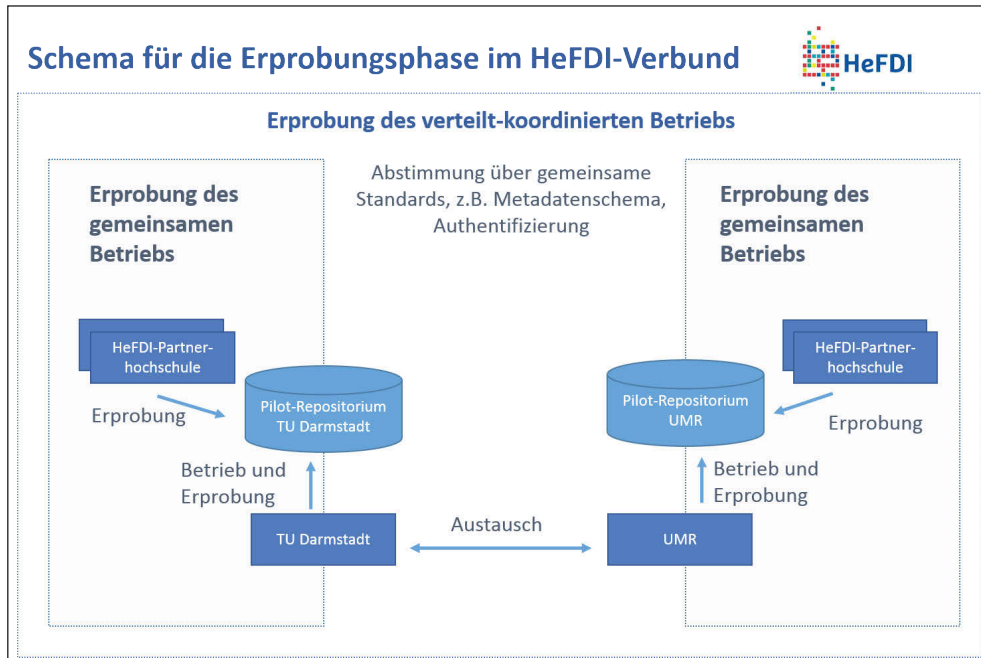 Schema für die Erprobungsphase im HeFDI-Verbund
HeFDI
Erprobung des verteilt-koordinierten Betriebs
Erprobung des
gemeinsamen
Betriebs
Abstimmung über gemeinsame
Standards, z.B. Metadatenschema,
Authentifizierung
Erprobung des
gemeinsamen
Betriebs
HeFDI-Partner-
hochschule
Erprobung
Pilot-Repositorium
TU Darmstadt
Betrieb und
Erprobung
TU Darmstadt
Austausch
HeFDI-Partner-
hochschule
Erprobung
Pilot-Repositorium
UMR
Betrieb und
Erprobung
UMR